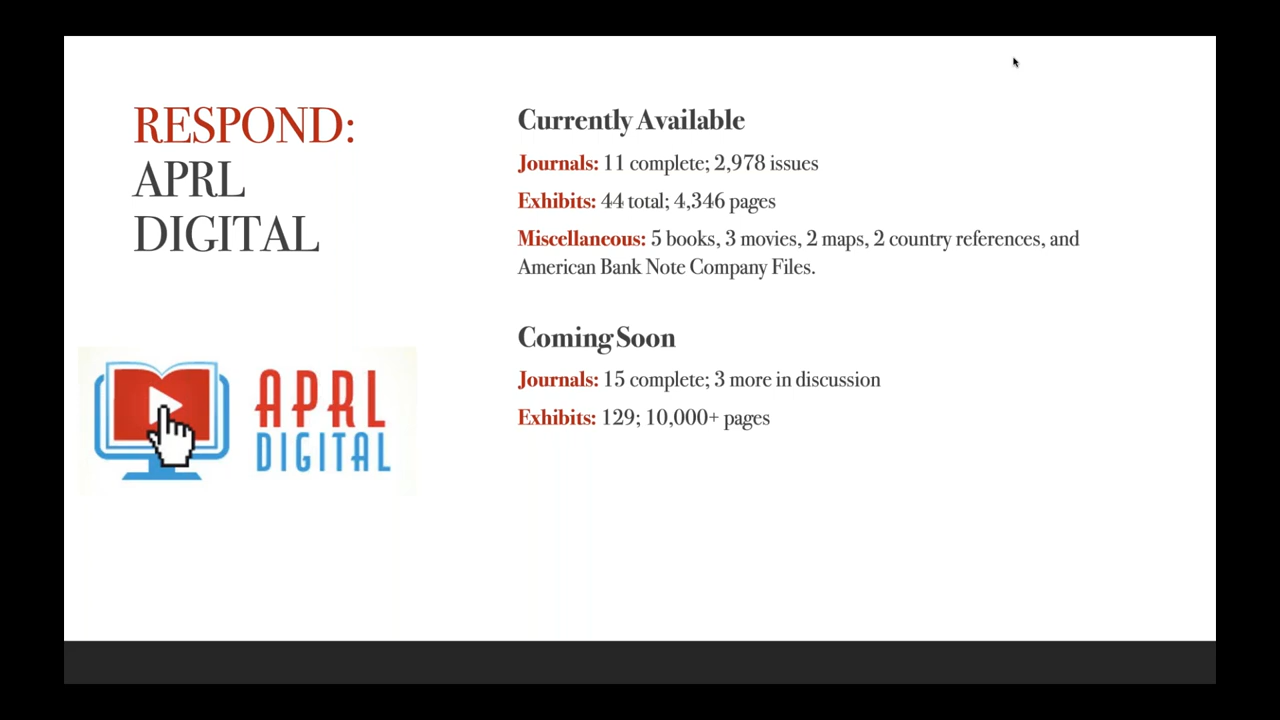 RESPOND:
APRL
DIGITAL
APRL
DIGITAL
Currently Available
Journals: 11 complete; 2,978 issues
Exhibits: 44 total; 4,346 pages
Miscellaneous: 5 books, 3 movies, 2 maps, 2 country references, and
American Bank Note Company Files.
Coming Soon
Journals: 15 complete; 3 more in discussion
Exhibits: 129; 10,000+ pages